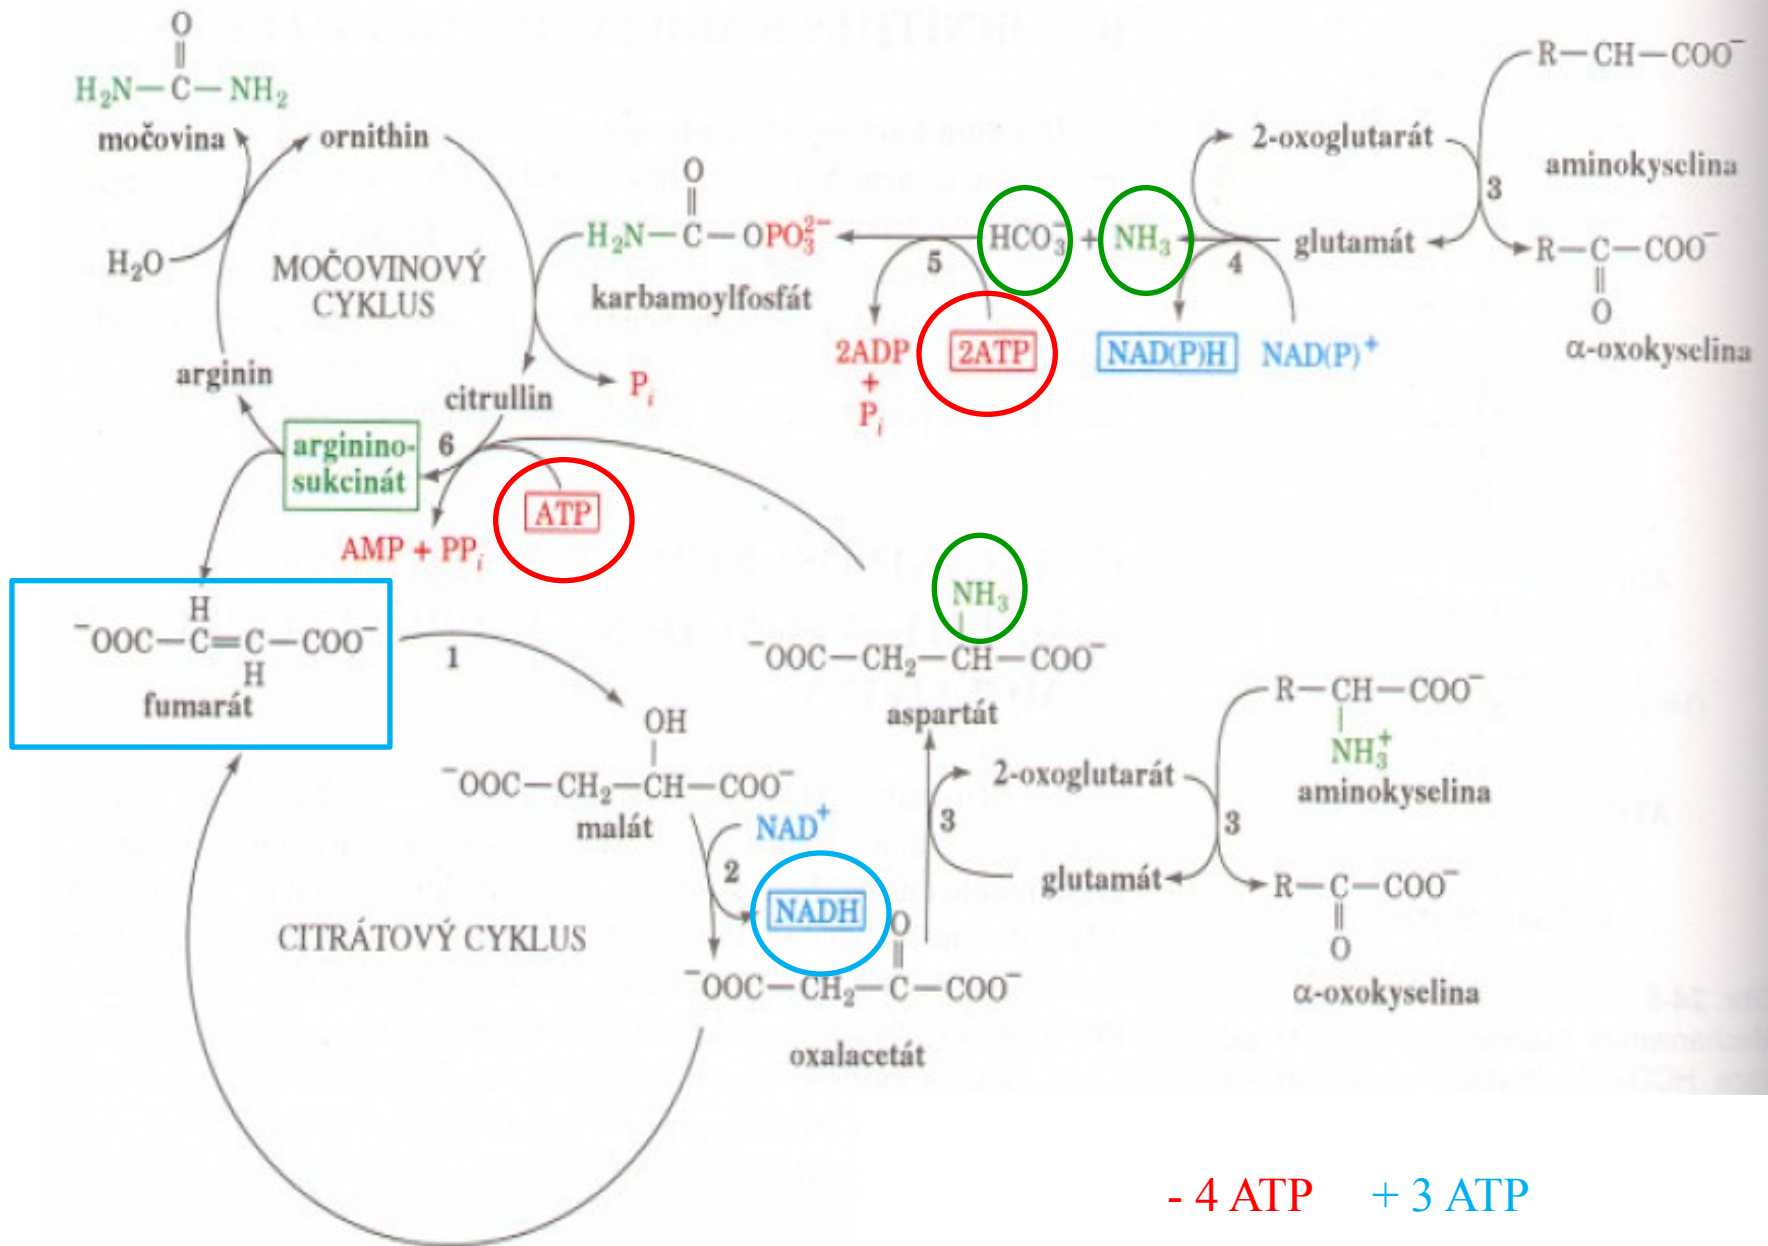 O
||
H₂N—C—NH₂
močovina
ornithin
H₂O
MOČOVINOVÝ
CYKLUS
arginin
citrullin
Pᵢ
O
||
H₂N—C—OPO₃²⁻
karbamoylfosfát
5
HCO₃⁻ + NH₃
2ADP
+
Pᵢ
2ATP
4
NAD(P)H
NAD(P)⁺
2-oxoglutarát
glutamát
3
R—CH—COO⁻
aminokyselina
R—C—COO⁻
||
O
α-oxokyselina
arginino-
sukcinát
6
ATP
AMP + PPᵢ
H
⁻OOC—C=C—COO⁻
H
fumarát
1
OH
|
⁻OOC—CH₂—CH—COO⁻
malát
NAD⁺
2
NADH
CITRÁTOVÝ CYKLUS
O
||
⁻OOC—CH₂—C—COO⁻
oxalacetát
NH₃
|
⁻OOC—CH₂—CH—COO⁻
aspartát
3
2-oxoglutarát
glutamát
3
R—CH—COO⁻
|
NH₃⁺
aminokyselina
R—C—COO⁻
||
O
α-oxokyselina
- 4 ATP + 3 ATP